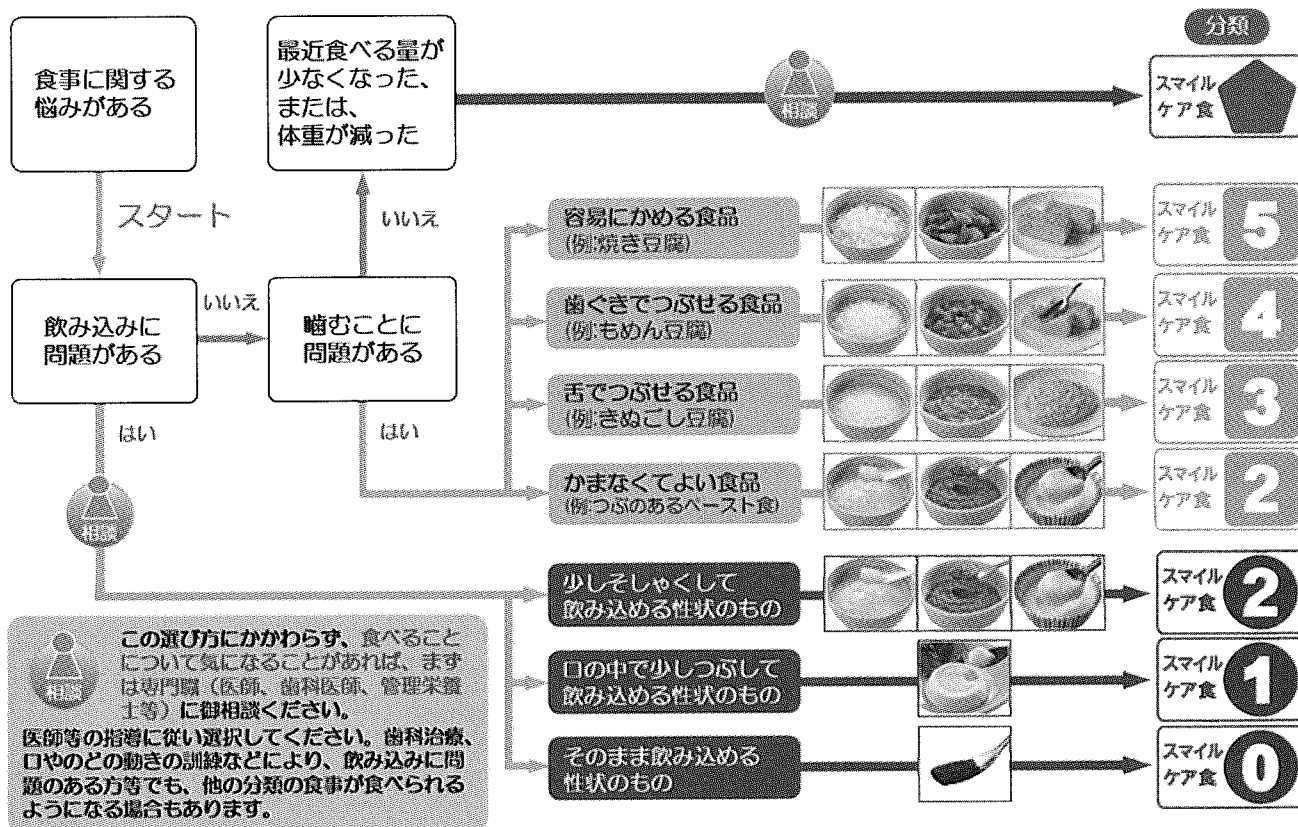 分類
食事に関する
悩みがある
最近食べる量が
少なくなった、
または、
体重が減った
相談
スマイル
ケア食
スタート
いいえ
飲み込みに
問題がある
いいえ
噛むことに
問題がある
はい
はい
容易にかめる食品
(例:焼き豆腐)
スマイル
ケア食
5
歯ぐきでつぶせる食品
(例:もめん豆腐)
スマイル
ケア食
4
舌でつぶせる食品
(例:きぬごし豆腐)
スマイル
ケア食
3
かまなくてよい食品
(例:つぶのあるペースト食)
スマイル
ケア食
2
相談
少しそしゃくして
飲み込める性状のもの
スマイル
ケア食
2
口の中で少しつぶして
飲み込める性状のもの
スマイル
ケア食
1
そのまま飲み込める
性状のもの
スマイル
ケア食
0
相談
この選び方にかかわらず、食べること
について気になることがあれば、まず
は専門職（医師、歯科医師、管理栄養
士等）に御相談ください。
医師等の指導に従い選択してください。歯科治療、
口やのどの動きの訓練などにより、飲み込みに問
題のある方等でも、他の分類の食事が食べられる
ようになる場合もあります。